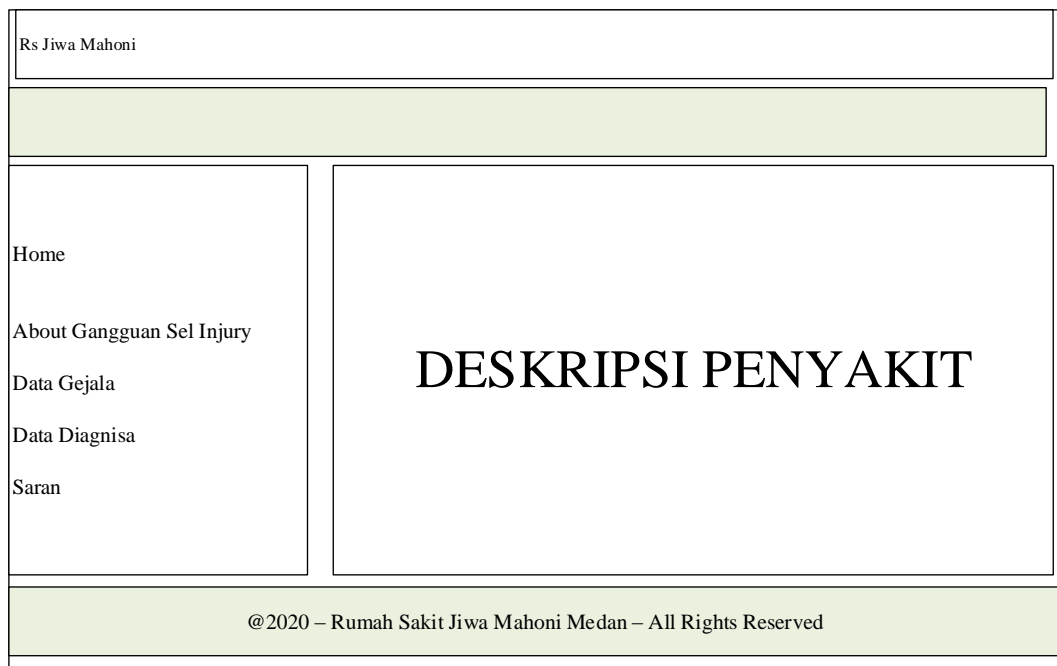 Rs Jiwa Mahoni
Home
About Gangguan Sel Injury
Data Gejala
Data Diagnisa
Saran
DESKRIPSI PENYAKIT
@2020 – Rumah Sakit Jiwa Mahoni Medan – All Rights Reserved